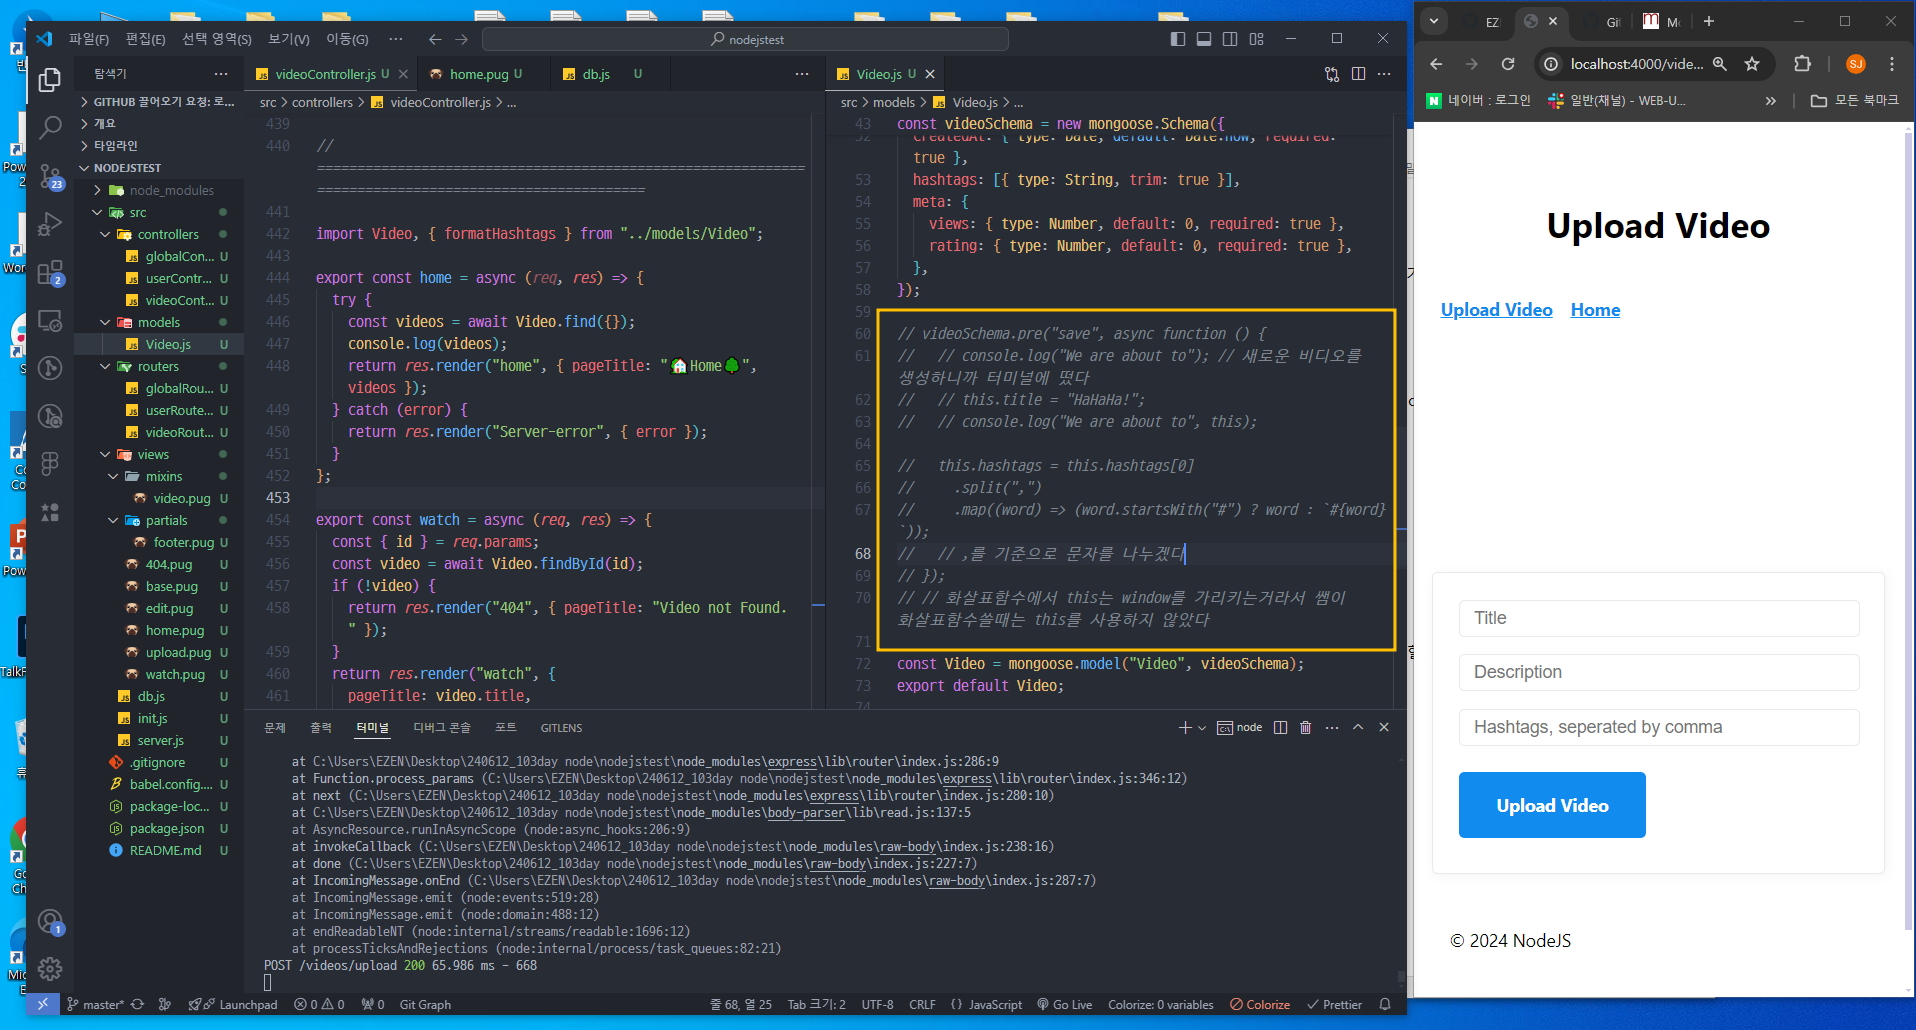 파일(F) 편집(E) 선택 영역(S) 보기(V) 이동(G) ··· nodejstest
탐색기
GITHUB 끌어오기 요청: 로...
개요
타임라인
NODEJSTEST
node_modules
src
controllers
globalCon... U
userContr... U
videoCont... U
models
Video.js U
routers
globalRou... U
userRoute... U
videoRout... U
views
mixins
video.pug U
partials
footer.pug U
404.pug U
base.pug U
edit.pug U
home.pug U
upload.pug U
watch.pug U
db.js U
init.js U
server.js U
.gitignore U
babel.config.... U
package-loc... U
package.json U
README.md U
23
2
1
videoController.js U home.pug U db.js U
src > controllers > videoController.js > ...
439
440 //
=============================================================
=========================================
441
442 import Video, { formatHashtags } from "../models/Video";
443
444 export const home = async (req, res) => {
445 try {
446 const videos = await Video.find({});
447 console.log(videos);
448 return res.render("home", { pageTitle: "🏠Home🌳",
videos });
449 } catch (error) {
450 return res.render("Server-error", { error });
451 }
452 };
453
454 export const watch = async (req, res) => {
455 const { id } = req.params;
456 const video = await Video.findById(id);
457 if (!video) {
458 return res.render("404", { pageTitle: "Video not Found.
" });
459 }
460 return res.render("watch", {
461 pageTitle: video.title,
Video.js U
src > models > Video.js > ...
43 const videoSchema = new mongoose.Schema({
52 createdAt: { type: Date, default: Date.now, required:
true },
53 hashtags: [{ type: String, trim: true }],
54 meta: {
55 views: { type: Number, default: 0, required: true },
56 rating: { type: Number, default: 0, required: true },
57 },
58 });
59
60 // videoSchema.pre("save", async function () {
61 // // console.log("We are about to"); // 새로운 비디오를
생성하니까 터미널에 떴다
62 // // this.title = "HaHaHa!";
63 // // console.log("We are about to", this);
64
65 // this.hashtags = this.hashtags[0]
66 // .split(",")
67 // .map((word) => (word.startsWith("#") ? word : `#{word}
`));
68 // // ,를 기준으로 문자를 나누겠다
69 // });
70 // // 화살표함수에서 this는 window를 가리키는거라서 쌤이
화살표함수쓸때는 this를 사용하지 않았다
71
72 const Video = mongoose.model("Video", videoSchema);
73 export default Video;
74
문제 출력 터미널 디버그 콘솔 포트 GITLENS node
at C:\Users\EZEN\Desktop\240612_103day node\nodejstest\node_modules\express\lib\router\index.js:286:9
at Function.process_params (C:\Users\EZEN\Desktop\240612_103day node\nodejstest\node_modules\express\lib\router\index.js:346:12)
at next (C:\Users\EZEN\Desktop\240612_103day node\nodejstest\node_modules\express\lib\router\index.js:280:10)
at C:\Users\EZEN\Desktop\240612_103day node\nodejstest\node_modules\body-parser\lib\read.js:137:5
at AsyncResource.runInAsyncScope (node:async_hooks:206:9)
at invokeCallback (C:\Users\EZEN\Desktop\240612_103day node\nodejstest\node_modules\raw-body\index.js:238:16)
at done (C:\Users\EZEN\Desktop\240612_103day node\nodejstest\node_modules\raw-body\index.js:227:7)
at IncomingMessage.onEnd (C:\Users\EZEN\Desktop\240612_103day node\nodejstest\node_modules\raw-body\index.js:287:7)
at IncomingMessage.emit (node:events:519:28)
at IncomingMessage.emit (node:domain:488:12)
at endReadableNT (node:internal/streams/readable:1696:12)
at processTicksAndRejections (node:internal/process/task_queues:82:21)
POST /videos/upload 200 65.986 ms - 668
master* Launchpad 0 0 0 Git Graph 줄 68, 열 25 Tab 크기: 2 UTF-8 CRLF {} JavaScript Go Live Colorize: 0 variables Colorize Prettier
EZ Git
localhost:4000/vide... SJ
네이버 : 로그인 일반(채널) - WEB-U... » 모든 북마크
Upload Video
Upload Video Home
Title
Description
Hashtags, seperated by comma
Upload Video
© 2024 NodeJS